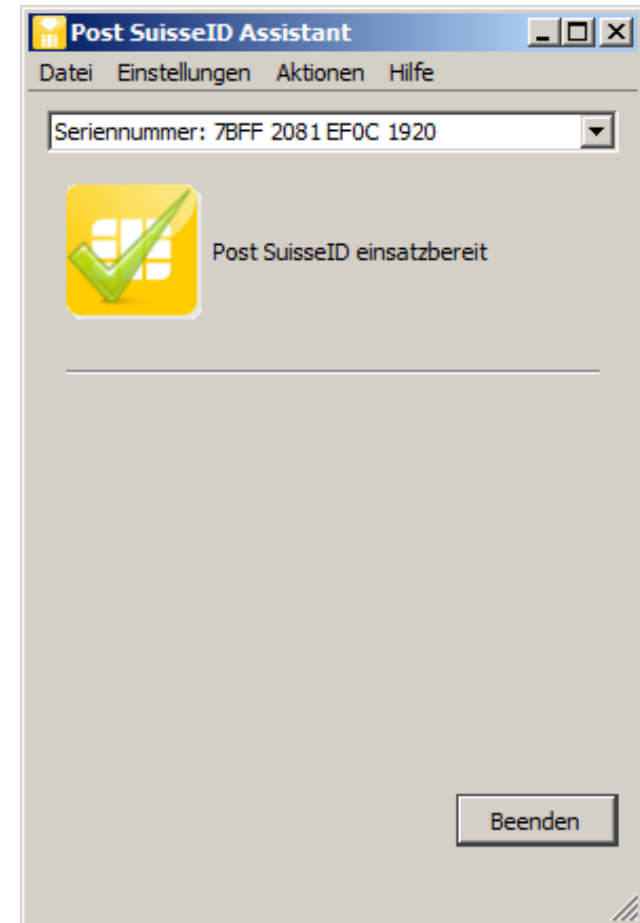 Post SuisseID Assistant
Datei Einstellungen Aktionen Hilfe
Seriennummer: 7BFF 2081 EF0C 1920
Post SuisseID einsatzbereit
Beenden